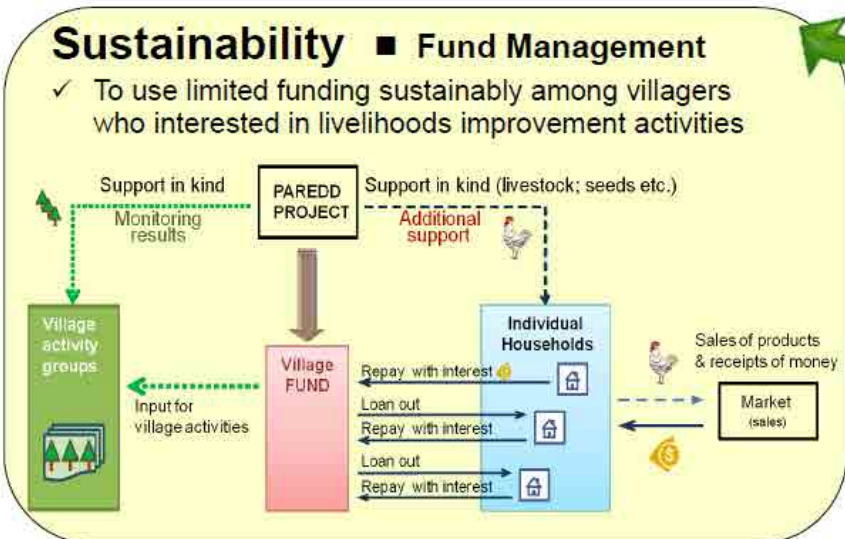 Sustainability ■ Fund Management
✓ To use limited funding sustainably among villagers
who interested in livelihoods improvement activities
Support in kind
PAREDD
PROJECT
Support in kind (livestock; seeds etc.)
Monitoring
results
Additional
support
Village
activity
groups
Input for
village activities
Village
FUND
Repay with interest
Loan out
Repay with interest
Loan out
Repay with interest
Individual
Households
Sales of products
& receipts of money
Market
(sales)
$